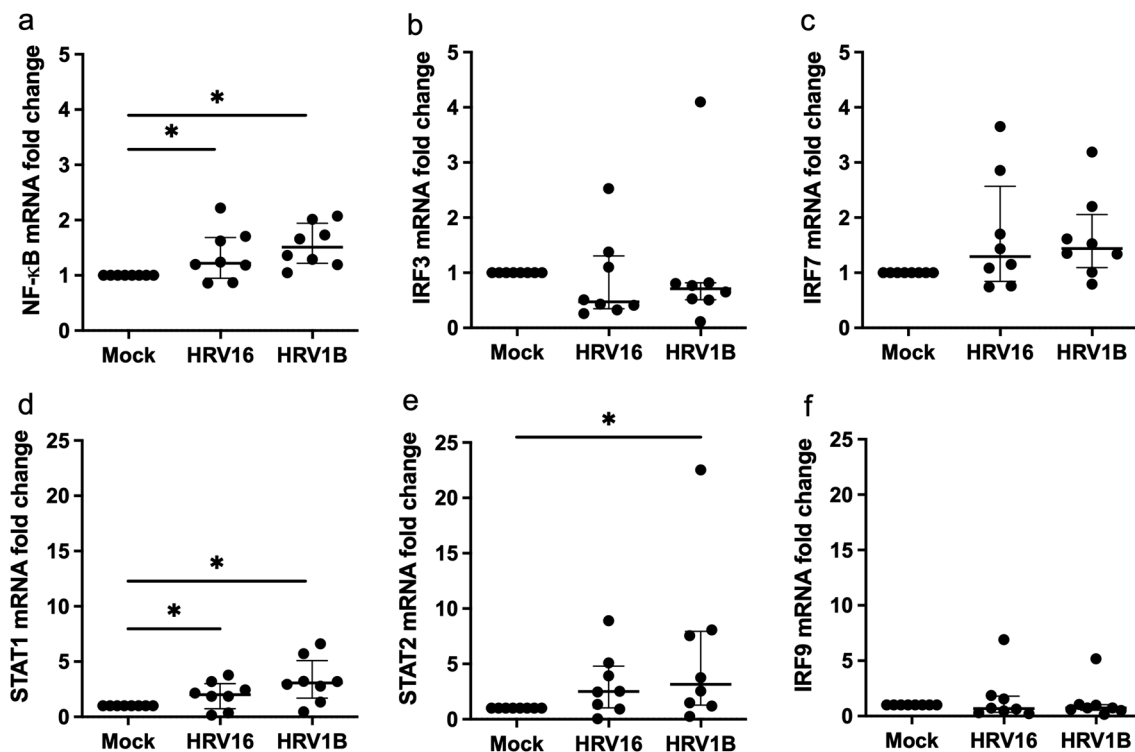 a
NF-κB mRNA fold change
5
4
3
2
1
0
*
*
Mock HRV16 HRV1B
b
IRF3 mRNA fold change
5
4
3
2
1
0
Mock HRV16 HRV1B
c
IRF7 mRNA fold change
5
4
3
2
1
0
Mock HRV16 HRV1B
d
STAT1 mRNA fold change
25
20
15
10
5
0
*
*
Mock HRV16 HRV1B
e
STAT2 mRNA fold change
25
20
15
10
5
0
*
Mock HRV16 HRV1B
f
IRF9 mRNA fold change
25
20
15
10
5
0
Mock HRV16 HRV1B